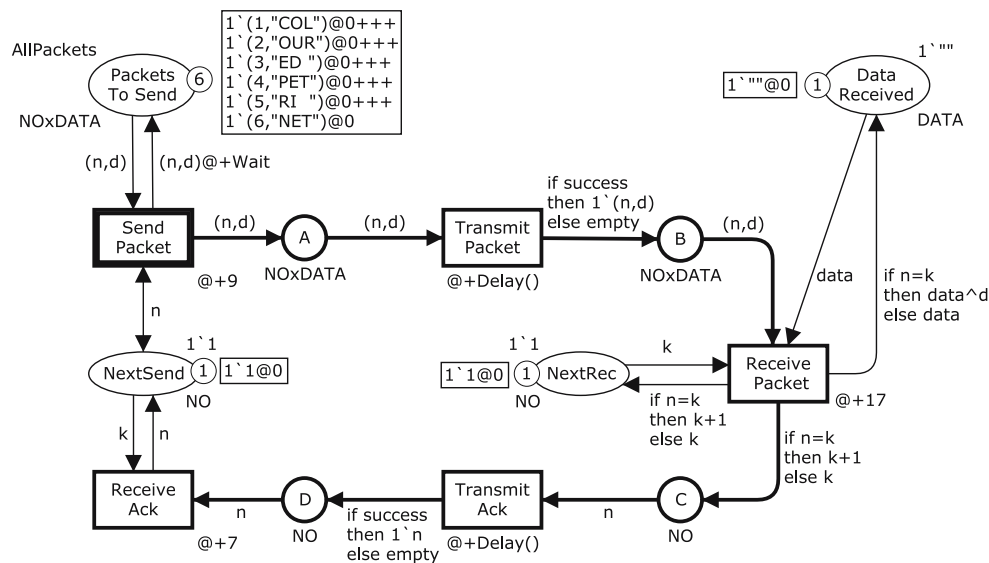 AllPackets
Packets
To Send
6
NOxDATA
1`(1,"COL")@0+++
1`(2,"OUR")@0+++
1`(3,"ED ")@0+++
1`(4,"PET")@0+++
1`(5,"RI  ")@0+++
1`(6,"NET")@0
1`""
1`""@0
1
Data
Received
DATA
(n,d)
(n,d)@+Wait
Send
Packet
@+9
(n,d)
A
NOxDATA
(n,d)
Transmit
Packet
@+Delay()
if success
then 1`(n,d)
else empty
B
NOxDATA
(n,d)
data
if n=k
then data^d
else data
n
1`1
NextSend
1
1`1@0
NO
1`1
1`1@0
1
NextRec
NO
k
if n=k
then k+1
else k
Receive
Packet
@+17
if n=k
then k+1
else k
k
n
Receive
Ack
@+7
n
D
NO
if success
then 1`n
else empty
Transmit
Ack
@+Delay()
n
C
NO